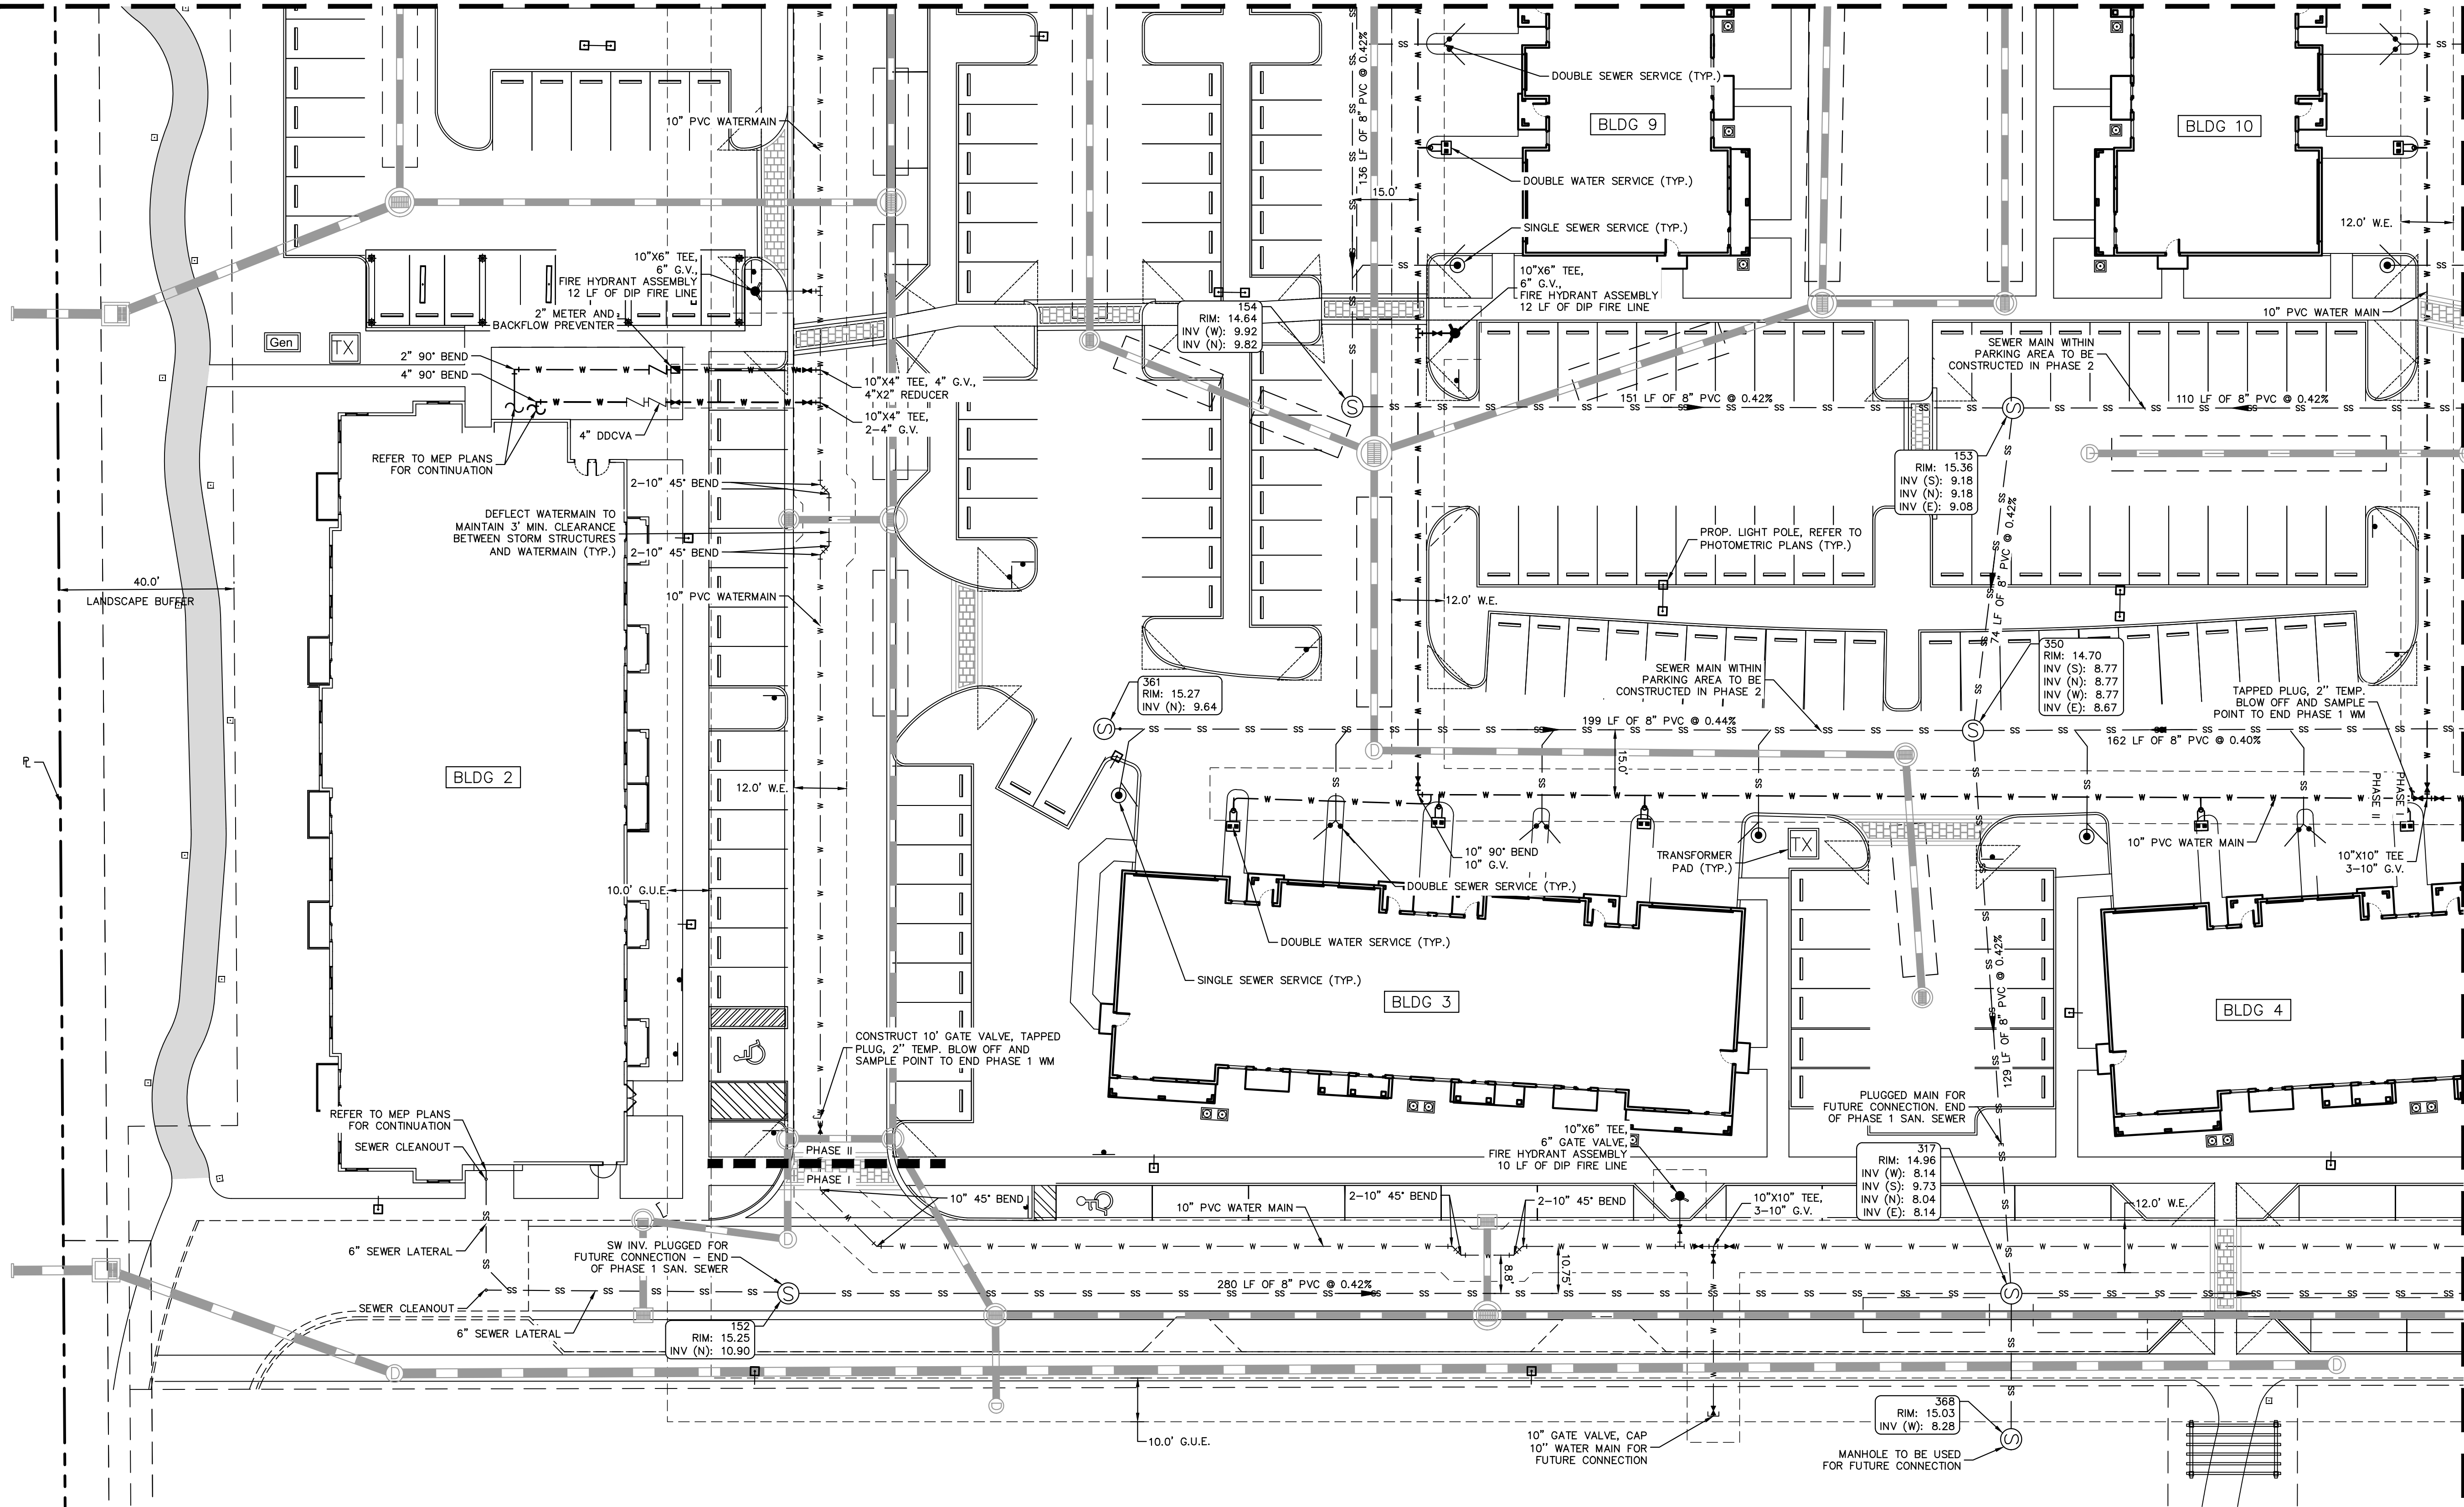 10" PVC WATERMAIN
136 LF OF 8" PVC @ 0.42%
DOUBLE SEWER SERVICE (TYP.)
BLDG 9
BLDG 10
DOUBLE WATER SERVICE (TYP.)
15.0'
SINGLE SEWER SERVICE (TYP.)
12.0' W.E.
10"X6" TEE,
6" G.V.,
FIRE HYDRANT ASSEMBLY
12 LF OF DIP FIRE LINE
2" METER AND
BACKFLOW PREVENTER
10"X6" TEE,
6" G.V.,
FIRE HYDRANT ASSEMBLY
12 LF OF DIP FIRE LINE
154
RIM: 14.64
INV (W): 9.92
INV (N): 9.82
10" PVC WATER MAIN
Gen
TX
2" 90° BEND
4" 90° BEND
10"X4" TEE, 4" G.V.,
4"X2" REDUCER
10"X4" TEE,
2-4" G.V.
SEWER MAIN WITHIN
PARKING AREA TO BE
CONSTRUCTED IN PHASE 2
S
151 LF OF 8" PVC @ 0.42%
S
110 LF OF 8" PVC @ 0.42%
4" DDCVA
REFER TO MEP PLANS
FOR CONTINUATION
153
RIM: 15.36
INV (S): 9.18
INV (N): 9.18
INV (E): 9.08
D
2-10" 45° BEND
DEFLECT WATERMAIN TO
MAINTAIN 3' MIN. CLEARANCE
BETWEEN STORM STRUCTURES
AND WATERMAIN (TYP.)
2-10" 45° BEND
PROP. LIGHT POLE, REFER TO
PHOTOMETRIC PLANS (TYP.)
74 LF OF 8" PVC @ 0.42%
40.0'
LANDSCAPE BUFFER
10" PVC WATERMAIN
12.0' W.E.
350
RIM: 14.70
INV (S): 8.77
INV (N): 8.77
INV (W): 8.77
INV (E): 8.67
361
RIM: 15.27
INV (N): 9.64
SEWER MAIN WITHIN
PARKING AREA TO BE
CONSTRUCTED IN PHASE 2
TAPPED PLUG, 2" TEMP.
BLOW OFF AND SAMPLE
POINT TO END PHASE 1 WM
S
199 LF OF 8" PVC @ 0.44%
S
162 LF OF 8" PVC @ 0.40%
D
15.0'
PHASE II
PHASE I
BLDG 2
12.0' W.E.
10" 90° BEND
10" G.V.
TRANSFORMER
PAD (TYP.)
TX
10" PVC WATER MAIN
10"X10" TEE
3-10" G.V.
10.0' G.U.E.
DOUBLE SEWER SERVICE (TYP.)
DOUBLE WATER SERVICE (TYP.)
SINGLE SEWER SERVICE (TYP.)
BLDG 3
BLDG 4
129 LF OF 8" PVC @ 0.42%
CONSTRUCT 10' GATE VALVE, TAPPED
PLUG, 2" TEMP. BLOW OFF AND
SAMPLE POINT TO END PHASE 1 WM
PLUGGED MAIN FOR
FUTURE CONNECTION. END
OF PHASE 1 SAN. SEWER
REFER TO MEP PLANS
FOR CONTINUATION
SEWER CLEANOUT
PHASE II
PHASE I
10"X6" TEE,
6" GATE VALVE,
FIRE HYDRANT ASSEMBLY
10 LF OF DIP FIRE LINE
317
RIM: 14.96
INV (W): 8.14
INV (S): 9.73
INV (N): 8.04
INV (E): 8.14
10" 45° BEND
10" PVC WATER MAIN
2-10" 45° BEND
2-10" 45° BEND
10"X10" TEE,
3-10" G.V.
12.0' W.E.
6" SEWER LATERAL
SW INV. PLUGGED FOR
FUTURE CONNECTION - END
OF PHASE 1 SAN. SEWER
D
8.8'
10.75'
280 LF OF 8" PVC @ 0.42%
S
S
SEWER CLEANOUT
6" SEWER LATERAL
152
RIM: 15.25
INV (N): 10.90
D
D
D
10.0' G.U.E.
10" GATE VALVE, CAP
10" WATER MAIN FOR
FUTURE CONNECTION
368
RIM: 15.03
INV (W): 8.28
S
MANHOLE TO BE USED
FOR FUTURE CONNECTION